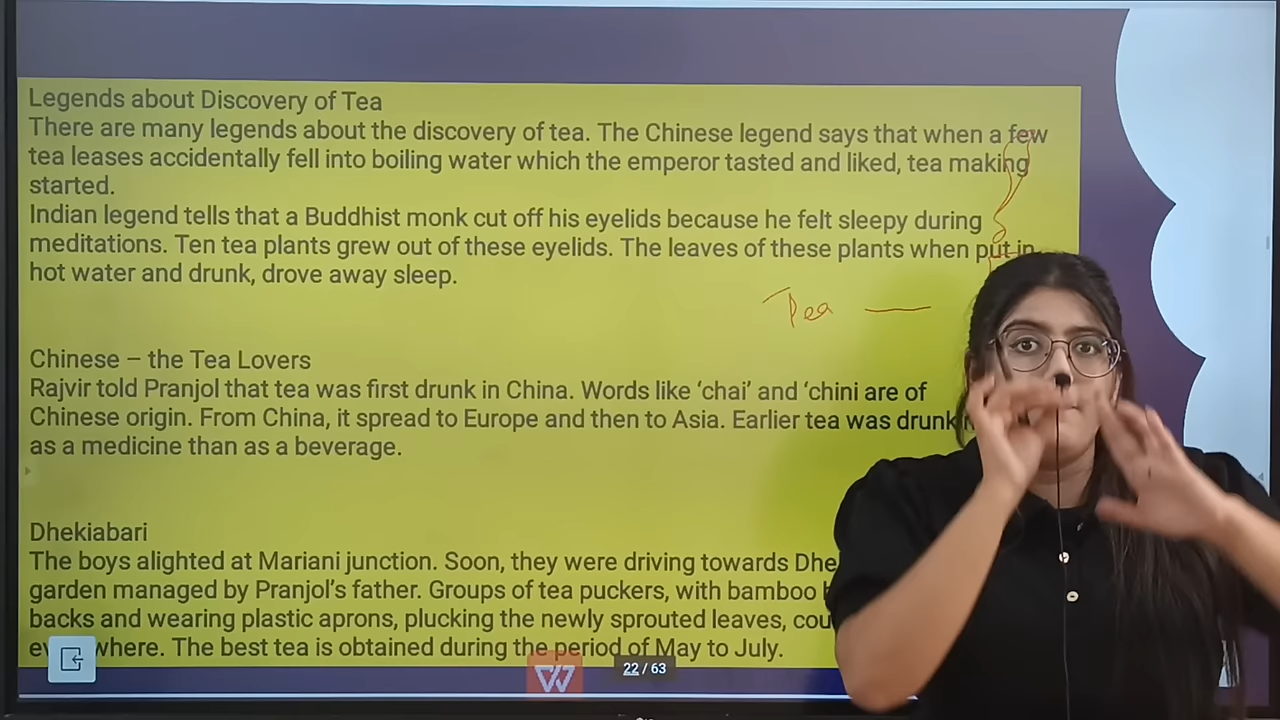 Legends about Discovery of Tea
There are many legends about the discovery of tea. The Chinese legend says that when a few
tea leases accidentally fell into boiling water which the emperor tasted and liked, tea making
started.
Indian legend tells that a Buddhist monk cut off his eyelids because he felt sleepy during
meditations. Ten tea plants grew out of these eyelids. The leaves of these plants when put in
hot water and drunk, drove away sleep.
Tea —
Chinese – the Tea Lovers
Rajvir told Pranjol that tea was first drunk in China. Words like ‘chai’ and ‘chini are of
Chinese origin. From China, it spread to Europe and then to Asia. Earlier tea was drunk
as a medicine than as a beverage.
Dhekiabari
The boys alighted at Mariani junction. Soon, they were driving towards
garden managed by Pranjol’s father. Groups of tea puckers, with bamboo
backs and wearing plastic aprons, plucking the newly sprouted leaves,
The best tea is obtained during the period of May to July.
22 / 63